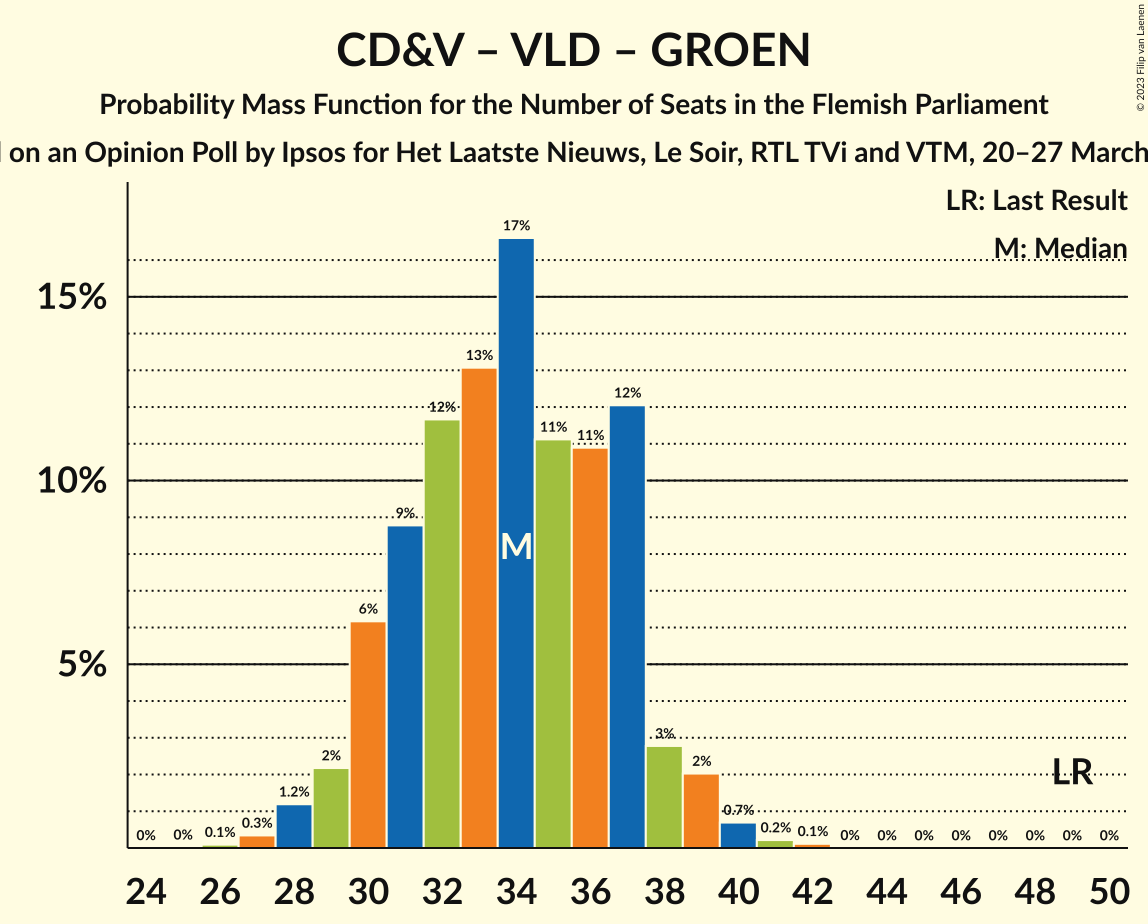 CD&V – VLD – GROEN
Probability Mass Function for the Number of Seats in the Flemish Parliament
on an Opinion Poll by Ipsos for Het Laatste Nieuws, Le Soir, RTL TVi and VTM, 20–27 March
© 2023 Filip van Laenen
LR: Last Result
M: Median
15%
10%
5%
0% 0% 0.1% 0.3% 1.2% 2% 6% 9% 12% 13% 17% 11% 11% 12% 3% 2% 0.7% 0.2% 0.1% 0% 0% 0% 0% 0% 0% 0% 0%
M
LR
24 26 28 30 32 34 36 38 40 42 44 46 48 50